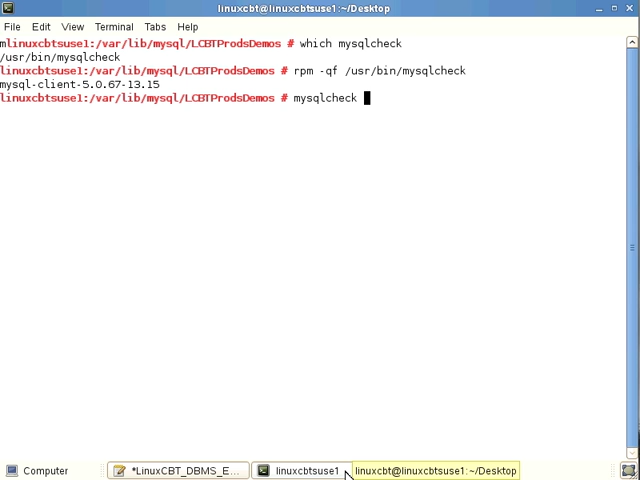 linuxcbt@linuxcbtsuse1:~/Desktop
File Edit View Terminal Tabs Help
mlinuxcbtsuse1:/var/lib/mysql/LCBTProdsDemos # which mysqlcheck
/usr/bin/mysqlcheck
linuxcbtsuse1:/var/lib/mysql/LCBTProdsDemos # rpm -qf /usr/bin/mysqlcheck
mysql-client-5.0.67-13.15
linuxcbtsuse1:/var/lib/mysql/LCBTProdsDemos # mysqlcheck
Computer *LinuxCBT_DBMS_E... linuxcbtsuse1 linuxcbt@linuxcbtsuse1:~/Desktop